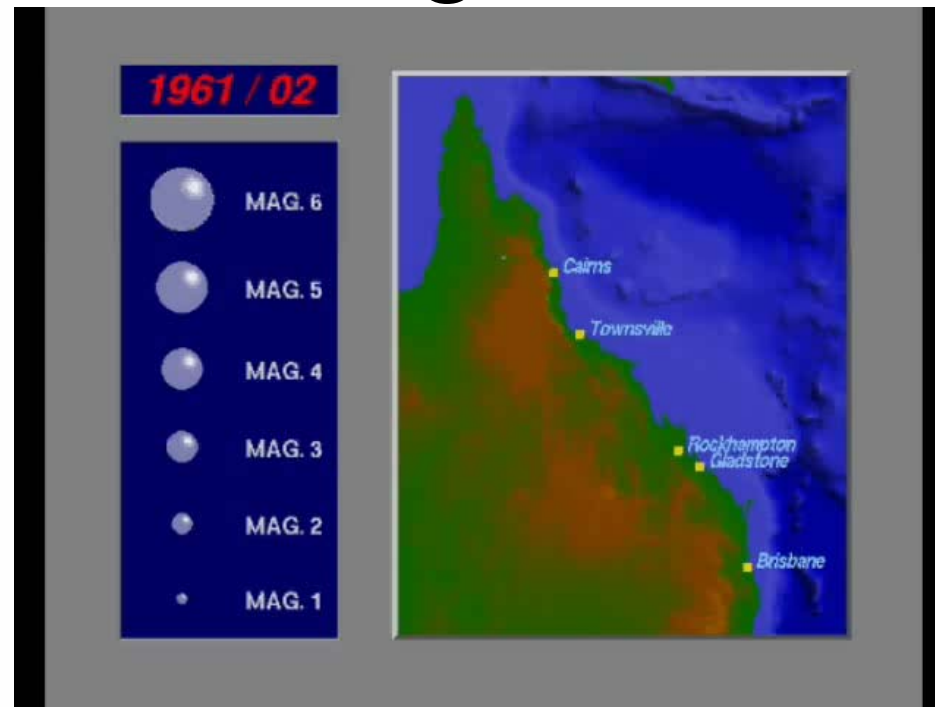 1961 / 02
MAG. 6
MAG. 5
MAG. 4
MAG. 3
MAG. 2
MAG. 1
Cairns
Townsville
Rockhampton
Gladstone
Brisbane